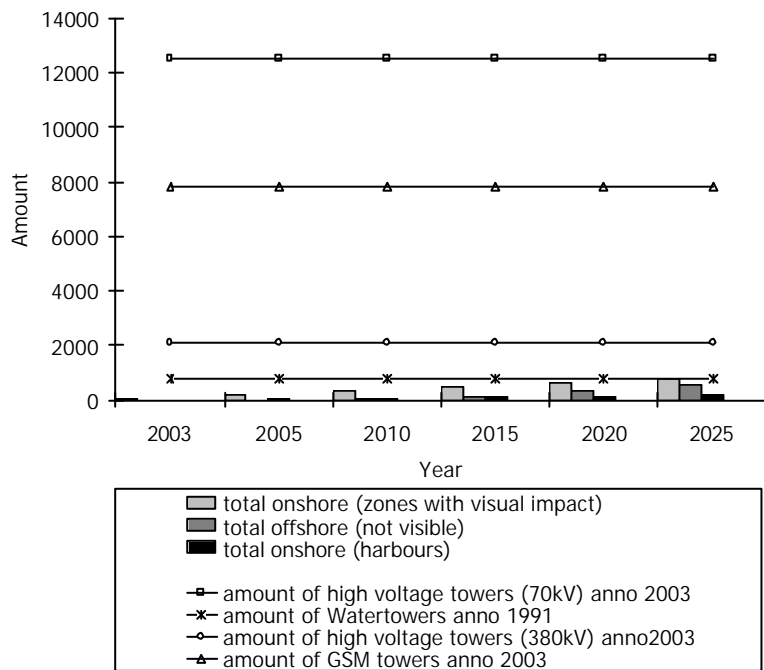 14000
12000
10000
8000
6000
4000
2000
0
Amount
2003 2005 2010 2015 2020 2025
Year
total onshore (zones with visual impact)
total offshore (not visible)
total onshore (harbours)
amount of high voltage towers (70kV) anno 2003
amount of Watertowers anno 1991
amount of high voltage towers (380kV) anno2003
amount of GSM towers anno 2003